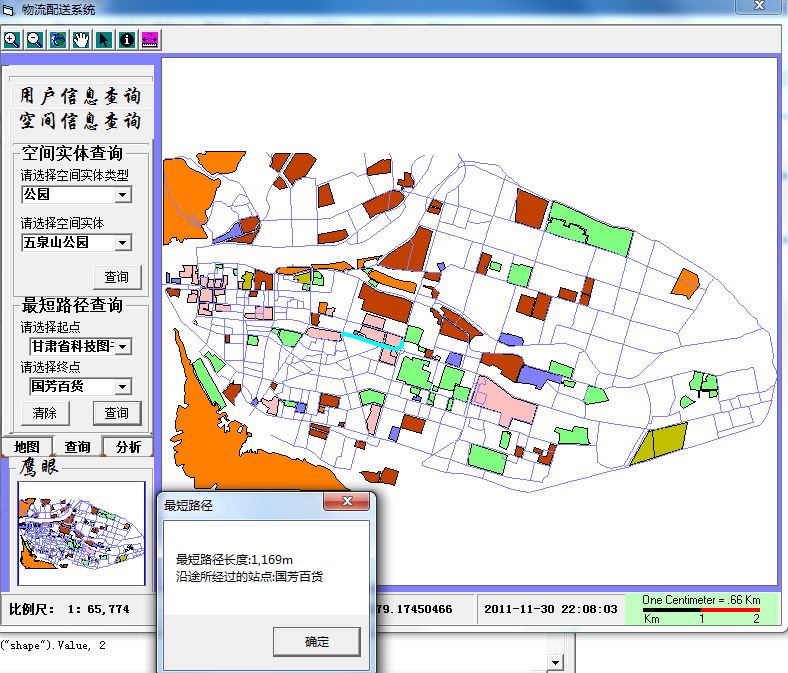 物流配送系统
用户信息查询
空间信息查询
空间实体查询
请选择空间实体类型
公园
请选择空间实体
五泉山公园
查询
最短路径查询
请选择起点
甘肃省科技图
请选择终点
国芳百货
清除 查询
地图 查询 分析
鹰眼
最短路径
最短路径长度:1,169m
沿途所经过的站点:国芳百货
确定
比例尺: 1: 65,774
79.17450466
2011-11-30 22:08:03
One Centimeter = .66 Km
Km 1 2
("shape").Value, 2